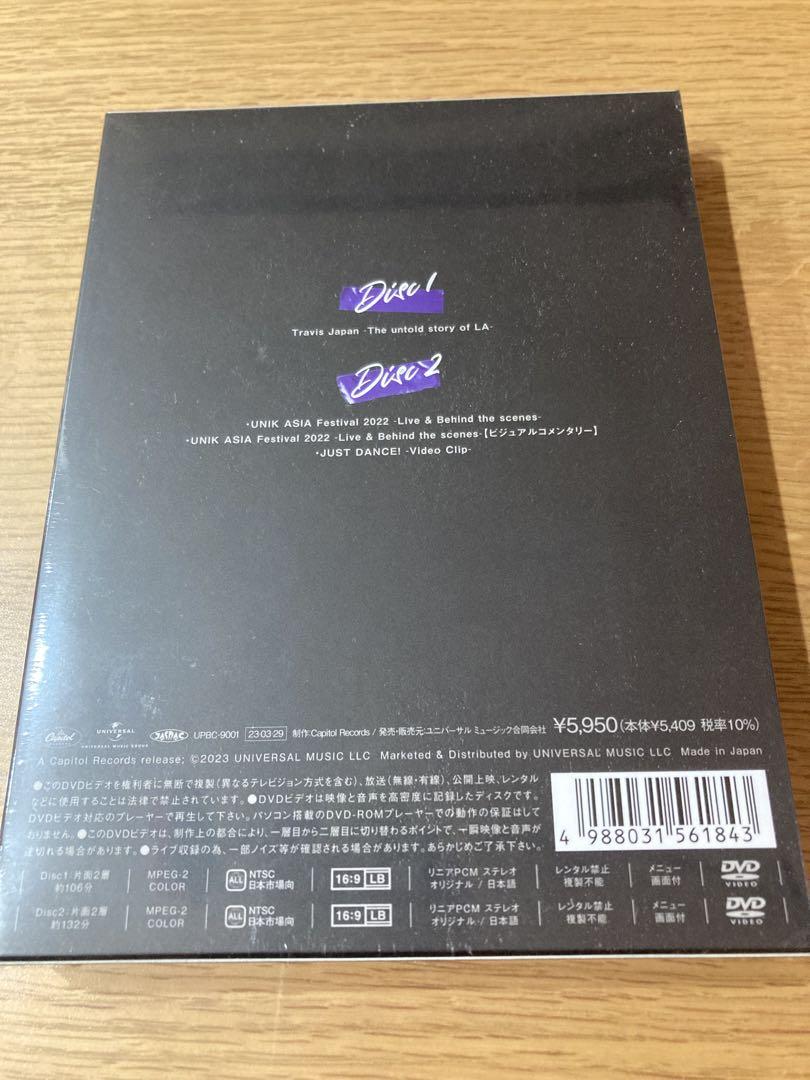 Disc 1
Travis Japan -The untold story of LA-
Disc 2
・UNIK ASIA Festival 2022 -Live & Behind the scenes-
・UNIK ASIA Festival 2022 -Live & Behind the scenes-【ビジュアルコメンタリー】
・JUST DANCE! -Video Clip-
Capitol UNIVERSAL UNIVERSAL MUSIC GROUP JASRAC UPBC-9001 23・03・29 制作:Capitol Records / 発売・販売元:ユニバーサル ミュージック合同会社 ¥5,950(本体¥5,409 税率10%)
A Capitol Records release; ©2023 UNIVERSAL MUSIC LLC Marketed & Distributed by UNIVERSAL MUSIC LLC Made in Japan
●このDVDビデオを権利者に無断で複製(異なるテレビジョン方式を含む)、放送(無線・有線)、公開上映、レンタル
などに使用することは法律で禁止されています。●DVDビデオは映像と音声を高密度に記録したディスクです。
DVDビデオ対応のプレーヤーで再生して下さい。パソコン搭載のDVD-ROMプレーヤーでの動作の保証はして
おりません。●このDVDビデオは、制作上の都合により、一層目から二層目に切り替わるポイントで、一瞬映像と音声が
途切れる場合があります。●ライブ収録の為、一部ノイズ等が確認される場合があります。あらかじめご了承下さい。
4 988031 561843
Disc1:片面2層 約106分 MPEG-2 COLOR ALL NTSC 日本市場向 16:9 LB リニアPCM ステレオ オリジナル / 日本語 レンタル禁止 複製不能 メニュー 画面付 DVD VIDEO
Disc2:片面2層 約132分 MPEG-2 COLOR ALL NTSC 日本市場向 16:9 LB リニアPCM ステレオ オリジナル / 日本語 レンタル禁止 複製不能 メニュー 画面付 DVD VIDEO